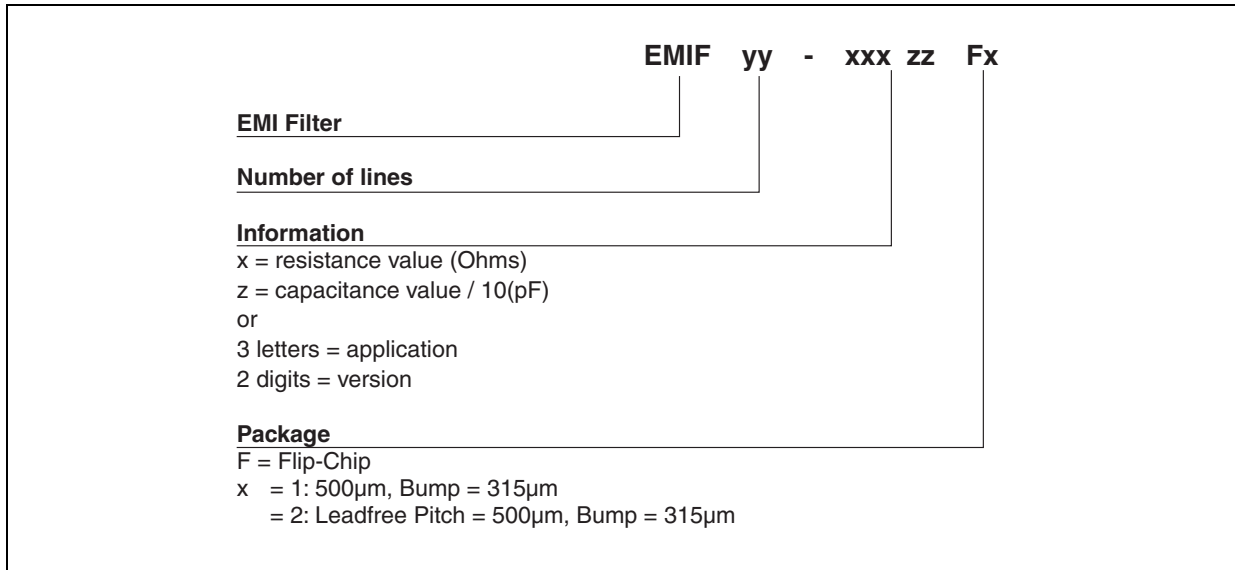 EMIF yy - xxx zz Fx
EMI Filter
Number of lines
Information
x = resistance value (Ohms)
z = capacitance value / 10(pF)
or
3 letters = application
2 digits = version
Package
F = Flip-Chip
x = 1: 500µm, Bump = 315µm
= 2: Leadfree Pitch = 500µm, Bump = 315µm